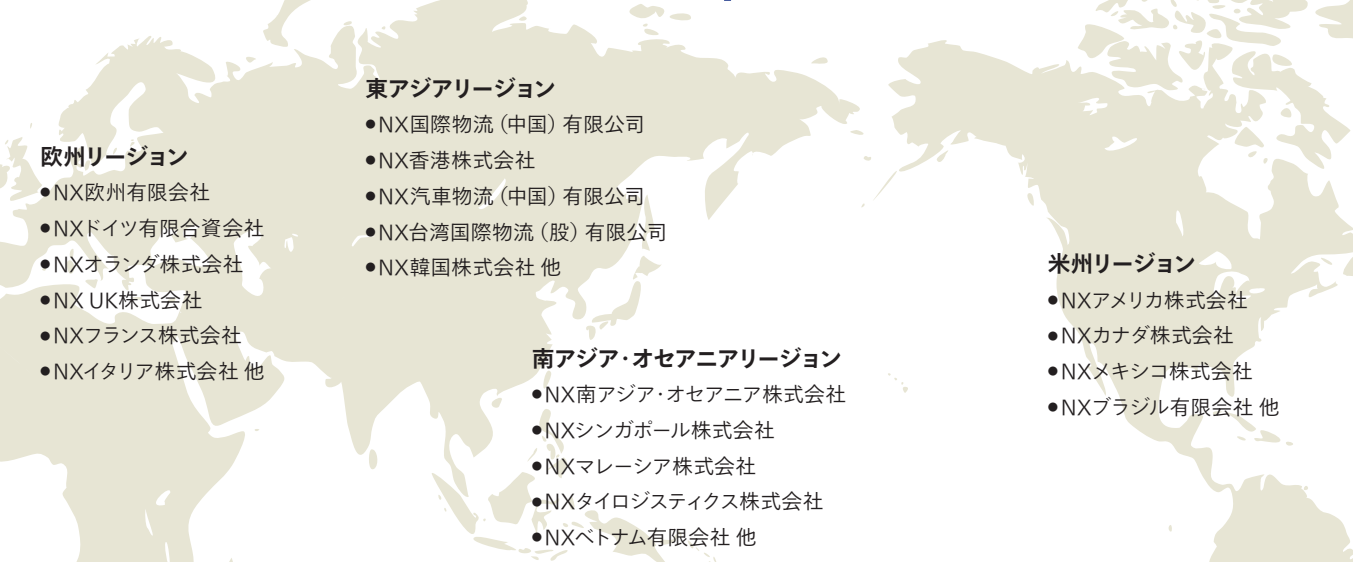 欧州リージョン
●NX欧州有限会社
●NXドイツ有限合資会社
●NXオランダ株式会社
●NX UK株式会社
●NXフランス株式会社
●NXイタリア株式会社 他
東アジアリージョン
●NX国際物流（中国）有限公司
●NX香港株式会社
●NX汽車物流（中国）有限公司
●NX台湾国際物流（股）有限公司
●NX韓国株式会社 他
南アジア・オセアニアリージョン
●NX南アジア・オセアニア株式会社
●NXシンガポール株式会社
●NXマレーシア株式会社
●NXタイロジスティクス株式会社
●NXベトナム有限会社 他
米州リージョン
●NXアメリカ株式会社
●NXカナダ株式会社
●NXメキシコ株式会社
●NXブラジル有限会社 他